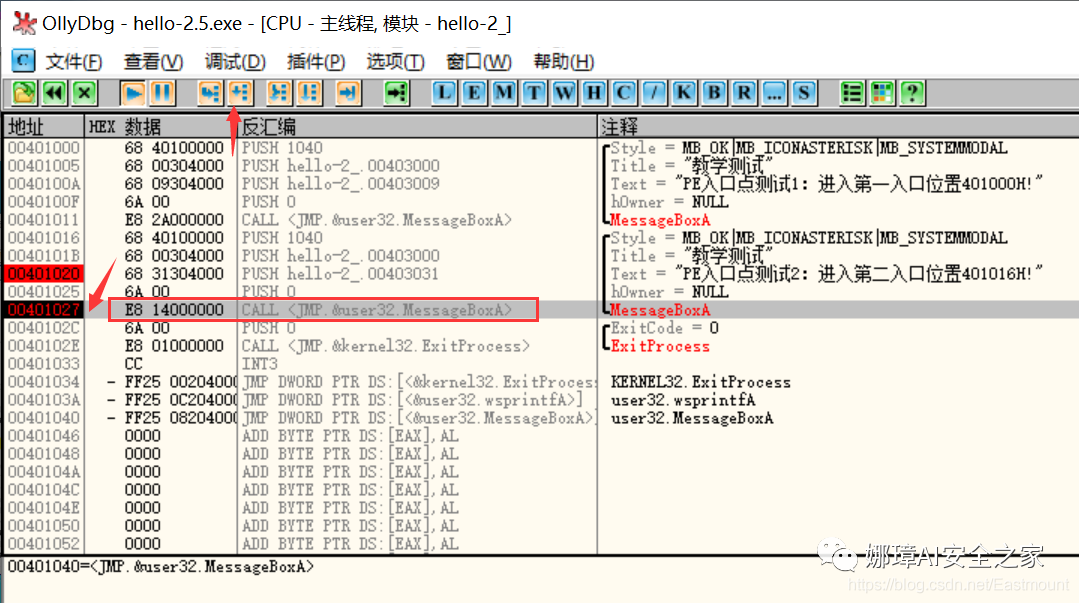 OllyDbg - hello-2.5.exe - [CPU - 主线程, 模块 - hello-2_]
C 文件(F) 查看(V) 调试(D) 插件(P) 选项(T) 窗口(W) 帮助(H)
L E M T W H C / K B R ... S ?
地址 HEX 数据 反汇编 注释
00401000 68 40100000 PUSH 1040 Style = MB_OK|MB_ICONASTERISK|MB_SYSTEMMODAL
00401005 68 00304000 PUSH hello-2_.00403000 Title = "教学测试"
0040100A 68 09304000 PUSH hello-2_.00403009 Text = "PE入口点测试1: 进入第一入口位置401000H!"
0040100F 6A 00 PUSH 0 hOwner = NULL
00401011 E8 2A000000 CALL <JMP.&user32.MessageBoxA> MessageBoxA
00401016 68 40100000 PUSH 1040 Style = MB_OK|MB_ICONASTERISK|MB_SYSTEMMODAL
0040101B 68 00304000 PUSH hello-2_.00403000 Title = "教学测试"
00401020 68 31304000 PUSH hello-2_.00403031 Text = "PE入口点测试2: 进入第二入口位置401016H!"
00401025 6A 00 PUSH 0 hOwner = NULL
00401027 E8 14000000 CALL <JMP.&user32.MessageBoxA> MessageBoxA
0040102C 6A 00 PUSH 0 ExitCode = 0
0040102E E8 01000000 CALL <JMP.&kernel32.ExitProcess> ExitProcess
00401033 CC INT3
00401034 - FF25 00204000 JMP DWORD PTR DS:[<&kernel32.ExitProces: KERNEL32.ExitProcess
0040103A - FF25 0C204000 JMP DWORD PTR DS:[<&user32.wsprintfA>] user32.wsprintfA
00401040 - FF25 08204000 JMP DWORD PTR DS:[<&user32.MessageBoxA>] user32.MessageBoxA
00401046 0000 ADD BYTE PTR DS:[EAX],AL
00401048 0000 ADD BYTE PTR DS:[EAX],AL
0040104A 0000 ADD BYTE PTR DS:[EAX],AL
0040104C 0000 ADD BYTE PTR DS:[EAX],AL
0040104E 0000 ADD BYTE PTR DS:[EAX],AL
00401050 0000 ADD BYTE PTR DS:[EAX],AL
00401052 0000 ADD BYTE PTR DS:[EAX],AL
00401040=<JMP.&user32.MessageBoxA>
娜璋AI安全之家
https://blog.csdn.net/Eastmount